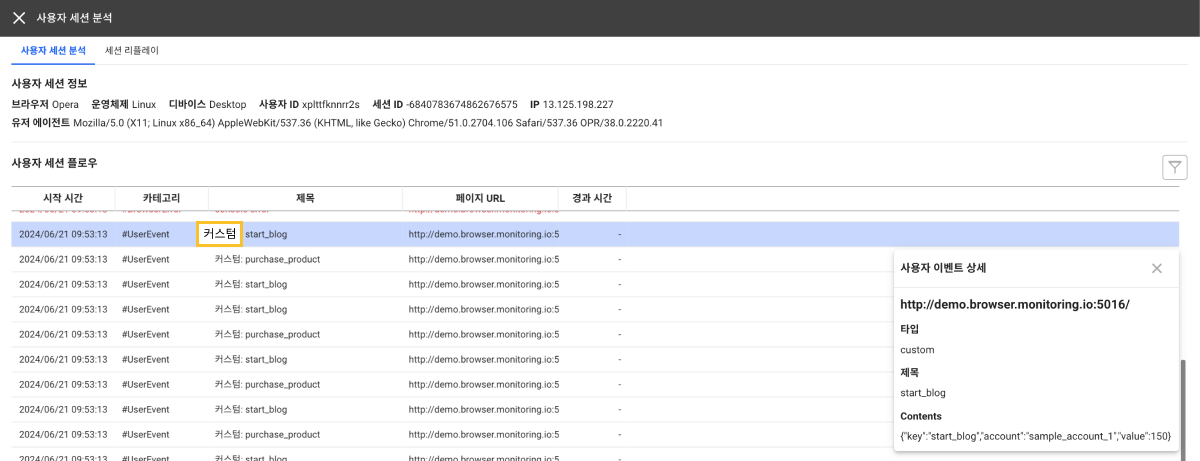 사용자 세션 분석
사용자 세션 분석 세션 리플레이
사용자 세션 정보
브라우저 Opera 운영체제 Linux 디바이스 Desktop 사용자 ID xplttfknnrr2s 세션 ID -6840783674862676575 IP 13.125.198.227
유저 에이전트 Mozilla/5.0 (X11; Linux x86_64) AppleWebKit/537.36 (KHTML, like Gecko) Chrome/51.0.2704.106 Safari/537.36 OPR/38.0.2220.41
사용자 세션 플로우
시작 시간 카테고리 제목 페이지 URL 경과 시간
2024/06/21 09:53:13 #UserEvent 커스텀 start_blog http://demo.browser.monitoring.io:5 -
2024/06/21 09:53:13 #UserEvent 커스텀: purchase_product http://demo.browser.monitoring.io:5 -
2024/06/21 09:53:13 #UserEvent 커스텀: start_blog http://demo.browser.monitoring.io:5 -
2024/06/21 09:53:13 #UserEvent 커스텀: start_blog http://demo.browser.monitoring.io:5 -
2024/06/21 09:53:13 #UserEvent 커스텀: purchase_product http://demo.browser.monitoring.io:5 -
2024/06/21 09:53:13 #UserEvent 커스텀: start_blog http://demo.browser.monitoring.io:5 -
2024/06/21 09:53:13 #UserEvent 커스텀: purchase_product http://demo.browser.monitoring.io:5 -
2024/06/21 09:53:13 #UserEvent 커스텀: start_blog http://demo.browser.monitoring.io:5 -
2024/06/21 09:53:13 #UserEvent 커스텀: purchase_product http://demo.browser.monitoring.io:5 -
2024/06/21 09:53:13 #UserEvent 커스텀: start_blog http://demo.browser.monitoring.io:5 -
사용자 이벤트 상세
http://demo.browser.monitoring.io:5016/
타입
custom
제목
start_blog
Contents
{"key":"start_blog","account":"sample_account_1","value":150}